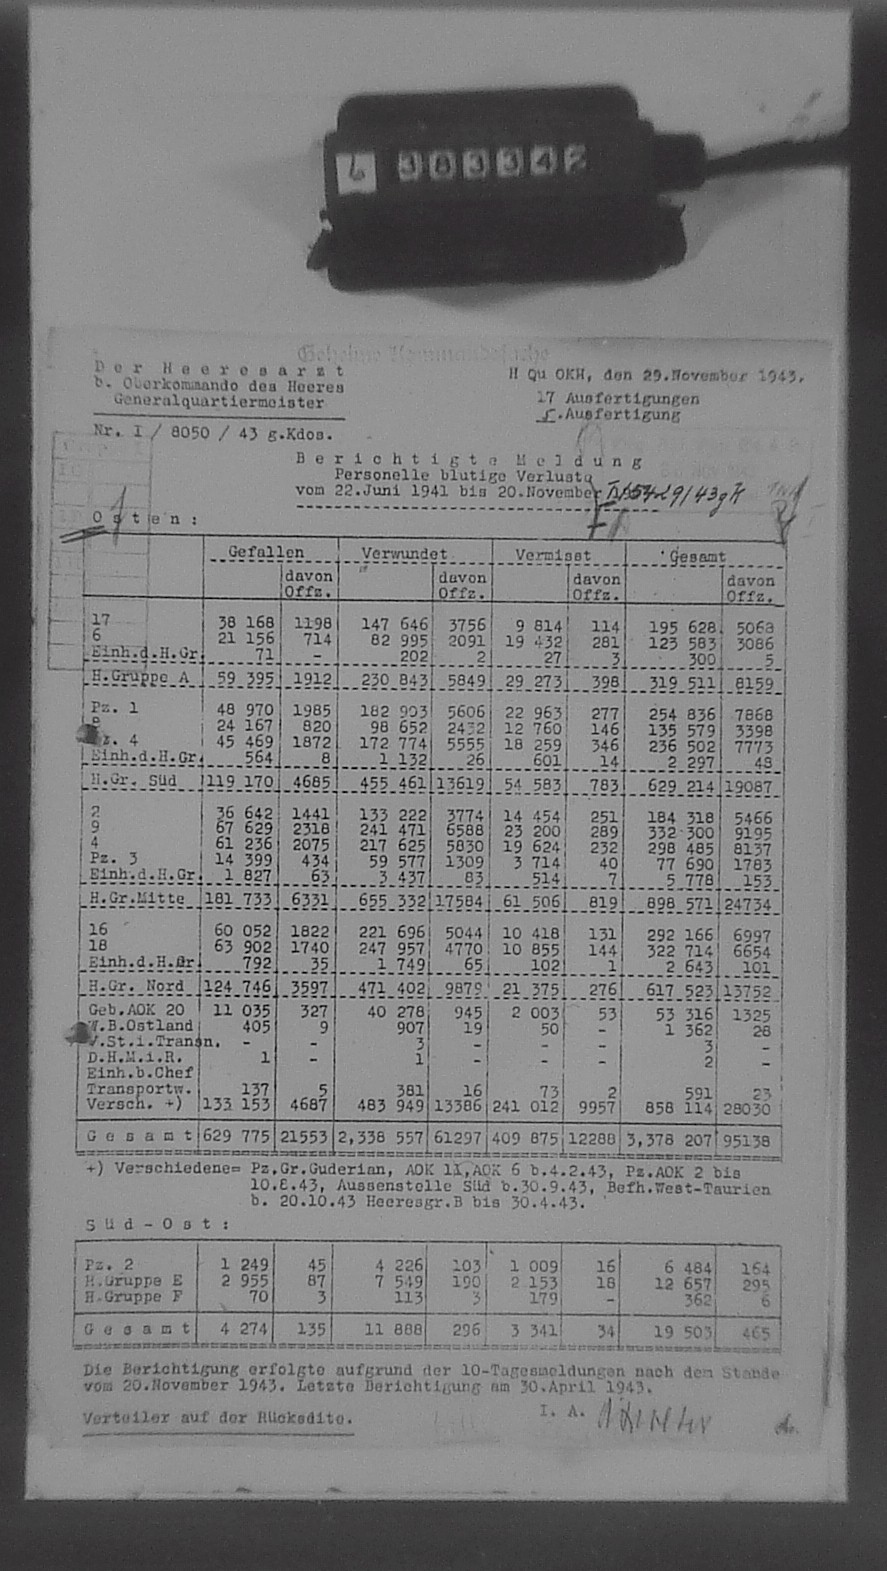 6 383342
Geheime Kommandosache
Der Heeresarzt
b. Oberkommando des Heeres
Generalquartiermeister
H Qu OKH, den 29.November 1943.
17 Ausfertigungen
5.Ausfertigung
Nr. I / 8050 / 43 g.Kdos.
Berichtigte Meldung
Personelle blutige Verluste
vom 22.Juni 1941 bis 20.November
Osten:
Gefallen Verwundet Vermisst Gesamt
davon Offz. davon Offz. davon Offz. davon Offz.
17 38 168 1198 147 646 3756 9 814 114 195 628 5068
6 21 156 714 82 995 2091 19 432 281 123 583 3086
Einh.d.H.Gr. 71 - 202 2 27 3 300 5
H.Gruppe A 59 395 1912 230 843 5849 29 273 398 319 511 8159
Pz. 1 48 970 1985 182 903 5606 22 963 277 254 836 7868
8 24 167 820 98 652 2432 12 760 146 135 579 3398
Pz. 4 45 469 1872 172 774 5555 18 259 346 236 502 7773
Einh.d.H.Gr. 564 8 1 132 26 601 14 2 297 48
H.Gr. Süd 119 170 4685 455 461 13619 54 583 783 629 214 19087
2 36 642 1441 133 222 3774 14 454 251 184 318 5466
9 67 629 2318 241 471 6588 23 200 289 332 300 9195
4 61 236 2075 217 625 5830 19 624 232 298 485 8137
Pz. 3 14 399 434 59 577 1309 3 714 40 77 690 1783
Einh.d.H.Gr. 1 827 63 3 437 83 514 7 5 778 153
H.Gr.Mitte 181 733 6331 655 332 17584 61 506 819 898 571 24734
16 60 052 1822 221 696 5044 10 418 131 292 166 6997
18 63 902 1740 247 957 4770 10 855 144 322 714 6654
Einh.d.H.Gr. 792 35 1 749 65 102 1 2 643 101
H.Gr. Nord 124 746 3597 471 402 9879 21 375 276 617 523 13752
Geb.AOK 20 11 035 327 40 278 945 2 003 53 53 316 1325
W.B.Ostland 405 9 907 19 50 - 1 362 28
V.St.i.Transn. - - 3 - - - 3 -
D.H.M.i.R. 1 - 1 - - - 2 -
Einh.b.Chef
Transportw. 137 5 381 16 73 2 591 23
Versch. +) 133 153 4687 483 949 13386 241 012 9957 858 114 28030
Gesamt 629 775 21553 2,338 557 61297 409 875 12288 3,378 207 95138
+) Verschiedene= Pz.Gr.Guderian, AOK 11,AOK 6 b.4.2.43, Pz.AOK 2 bis
10.8.43, Aussenstelle Süd b.30.9.43, Befh.West-Taurien
b. 20.10.43 Heeresgr.B bis 30.4.43.
Süd-Ost:
Pz. 2 1 249 45 4 226 103 1 009 16 6 484 164
H.Gruppe E 2 955 87 7 549 190 2 153 18 12 657 295
H.Gruppe F 70 3 113 3 179 - 362 6
Gesamt 4 274 135 11 888 296 3 341 34 19 503 465
Die Berichtigung erfolgte aufgrund der 10-Tagesmeldungen nach dem Stande
vom 20.November 1943. Letzte Berichtigung am 30.April 1943.
I. A.
Verteiler auf der Rückseite.